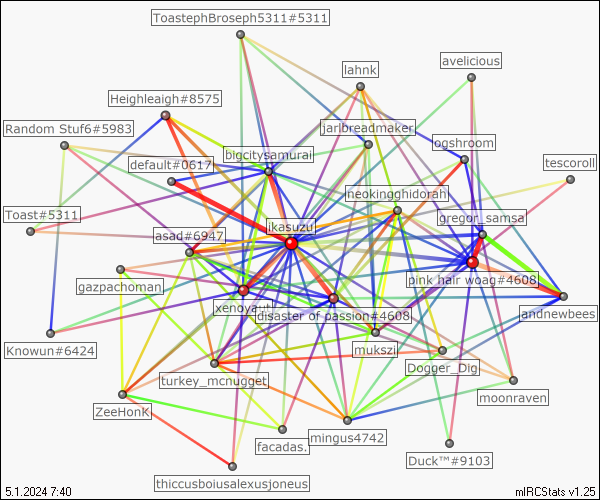 ToastephBroseph5311#5311
avelicious
lahnk
Heighleaigh#8575
Random Stuf6#5983
jarlbreadmaker
ogshroom
bigcitysamurai
default#0617
tescoroll
neokingghidorah
Toast#5311
gregor_samsa
ikasuzu
asad#6947
pink hair woag#4608
gazpachoman
xenoya
disaster of passion#4608
andnewbees
Knowun#6424
mukszi
Dogger_Dig
turkey_mcnugget
moonraven
ZeeHonK
mingus4742
facadas.
Duck™#9103
thiccusboiusalexusjoneus
5.1.2024 7:40
mIRCStats v1.25